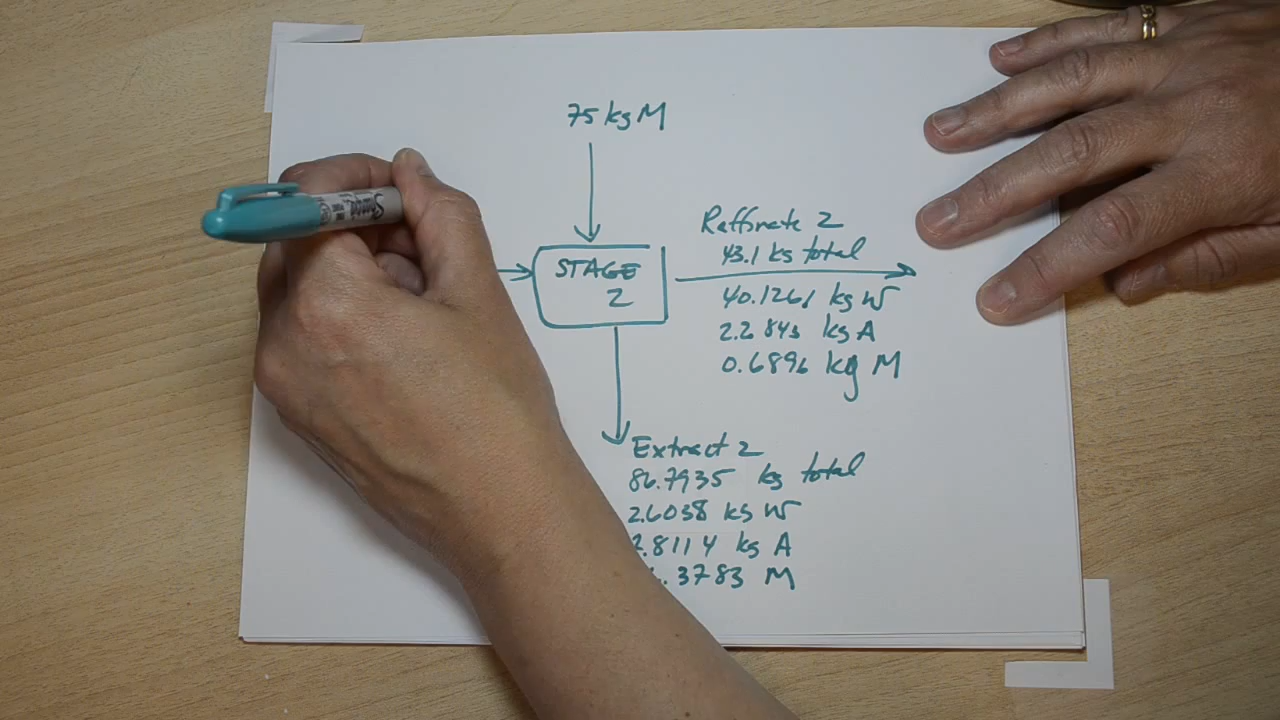 75 kg M
Raffinate 2
43.1 kg total
STAGE
2
40.1261 kg W
2.2843 kg A
0.6896 kg M
Extract 2
86.7935 kg total
2.6038 kg W
.8114 kg A
.3783 M
Sharpie